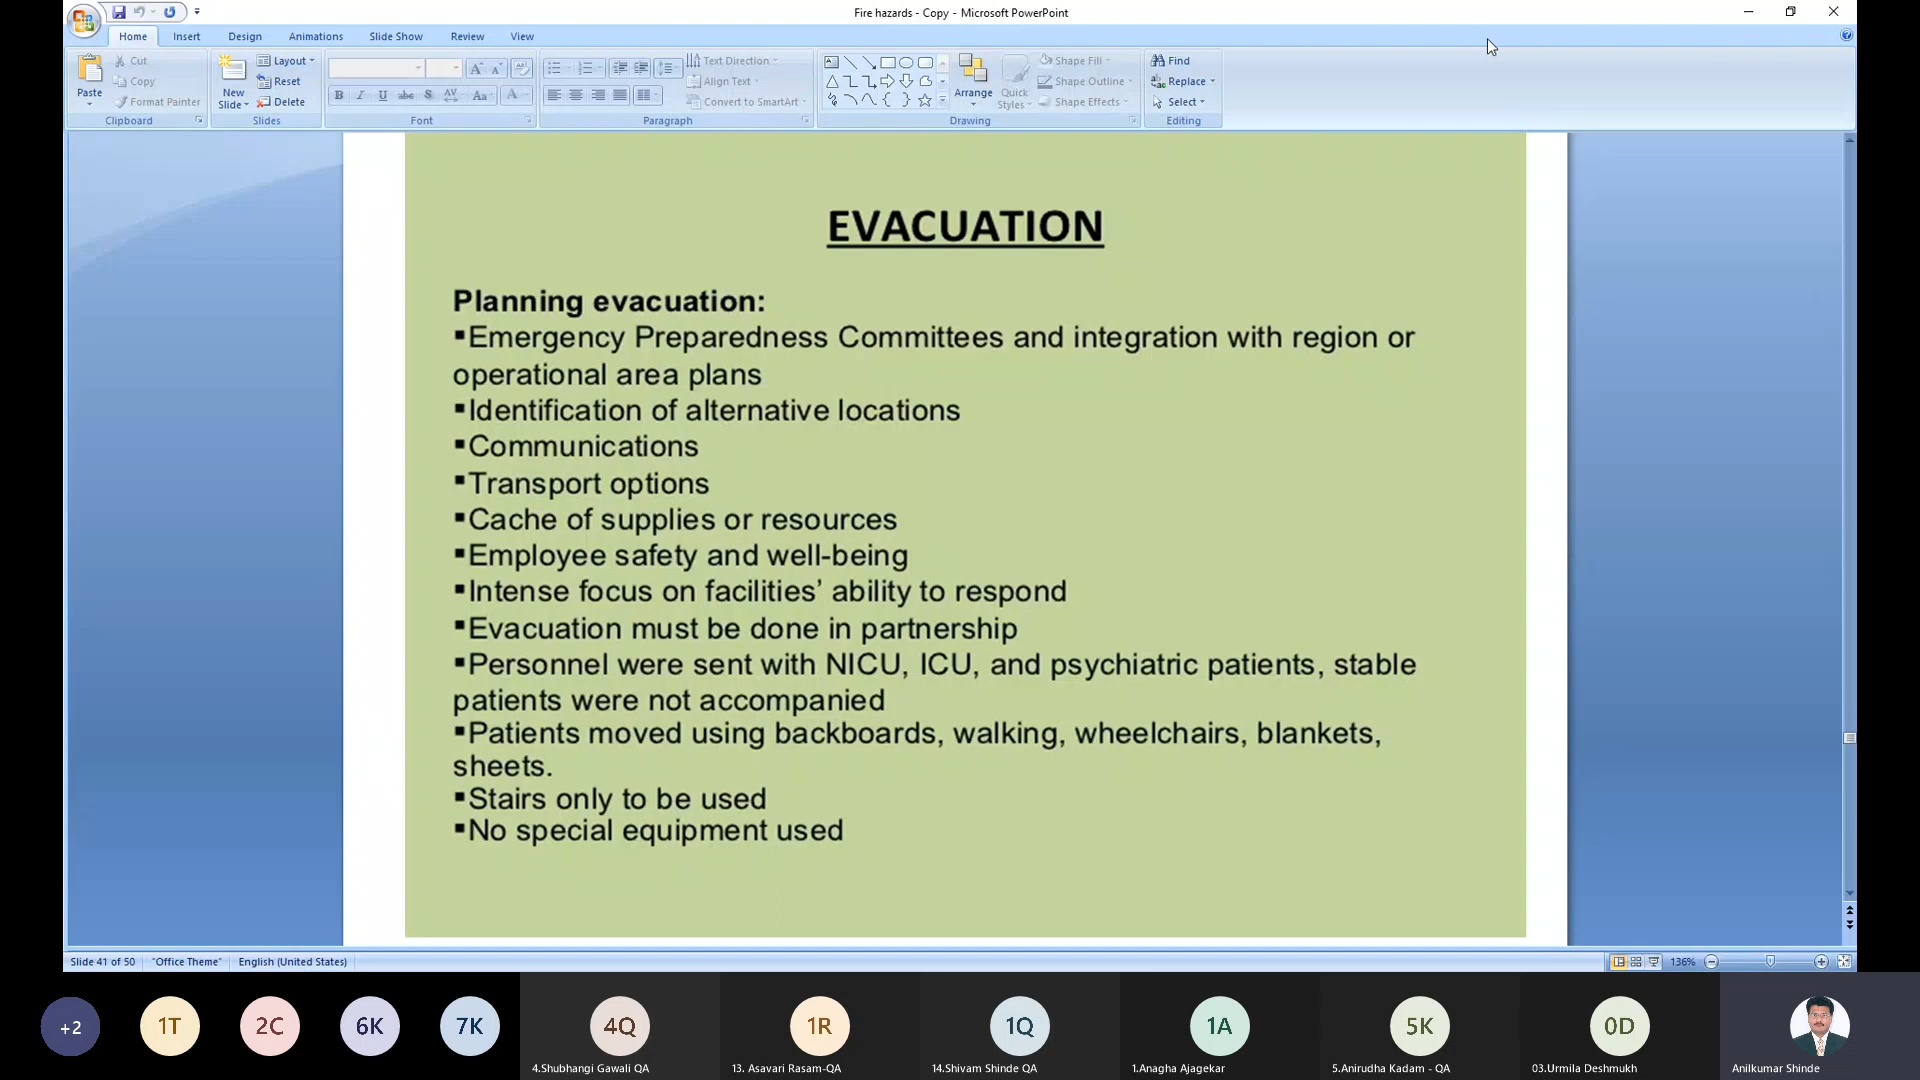 Fire hazards - Copy - Microsoft PowerPoint
Home Insert Design Animations Slide Show Review View
Paste
Cut
Copy
Format Painter
Clipboard
New Slide
Layout
Reset
Delete
Slides
B I U abc S AV Aa A
Font
Text Direction
Align Text
Convert to SmartArt
Paragraph
Arrange
Quick Styles
Shape Fill
Shape Outline
Shape Effects
Drawing
Find
Replace
Select
Editing
EVACUATION
Planning evacuation:
▪Emergency Preparedness Committees and integration with region or
operational area plans
▪Identification of alternative locations
▪Communications
▪Transport options
▪Cache of supplies or resources
▪Employee safety and well-being
▪Intense focus on facilities’ ability to respond
▪Evacuation must be done in partnership
▪Personnel were sent with NICU, ICU, and psychiatric patients, stable
patients were not accompanied
▪Patients moved using backboards, walking, wheelchairs, blankets,
sheets.
▪Stairs only to be used
▪No special equipment used
Slide 41 of 50 "Office Theme" English (United States) 136%
+2 1T 2C 6K 7K 4Q 1R 1Q 1A 5K 0D
4.Shubhangi Gawali QA 13. Asavari Rasam-QA 14.Shivam Shinde QA 1.Anagha Ajagekar 5.Anirudha Kadam - QA 03.Urmila Deshmukh Anilkumar Shinde